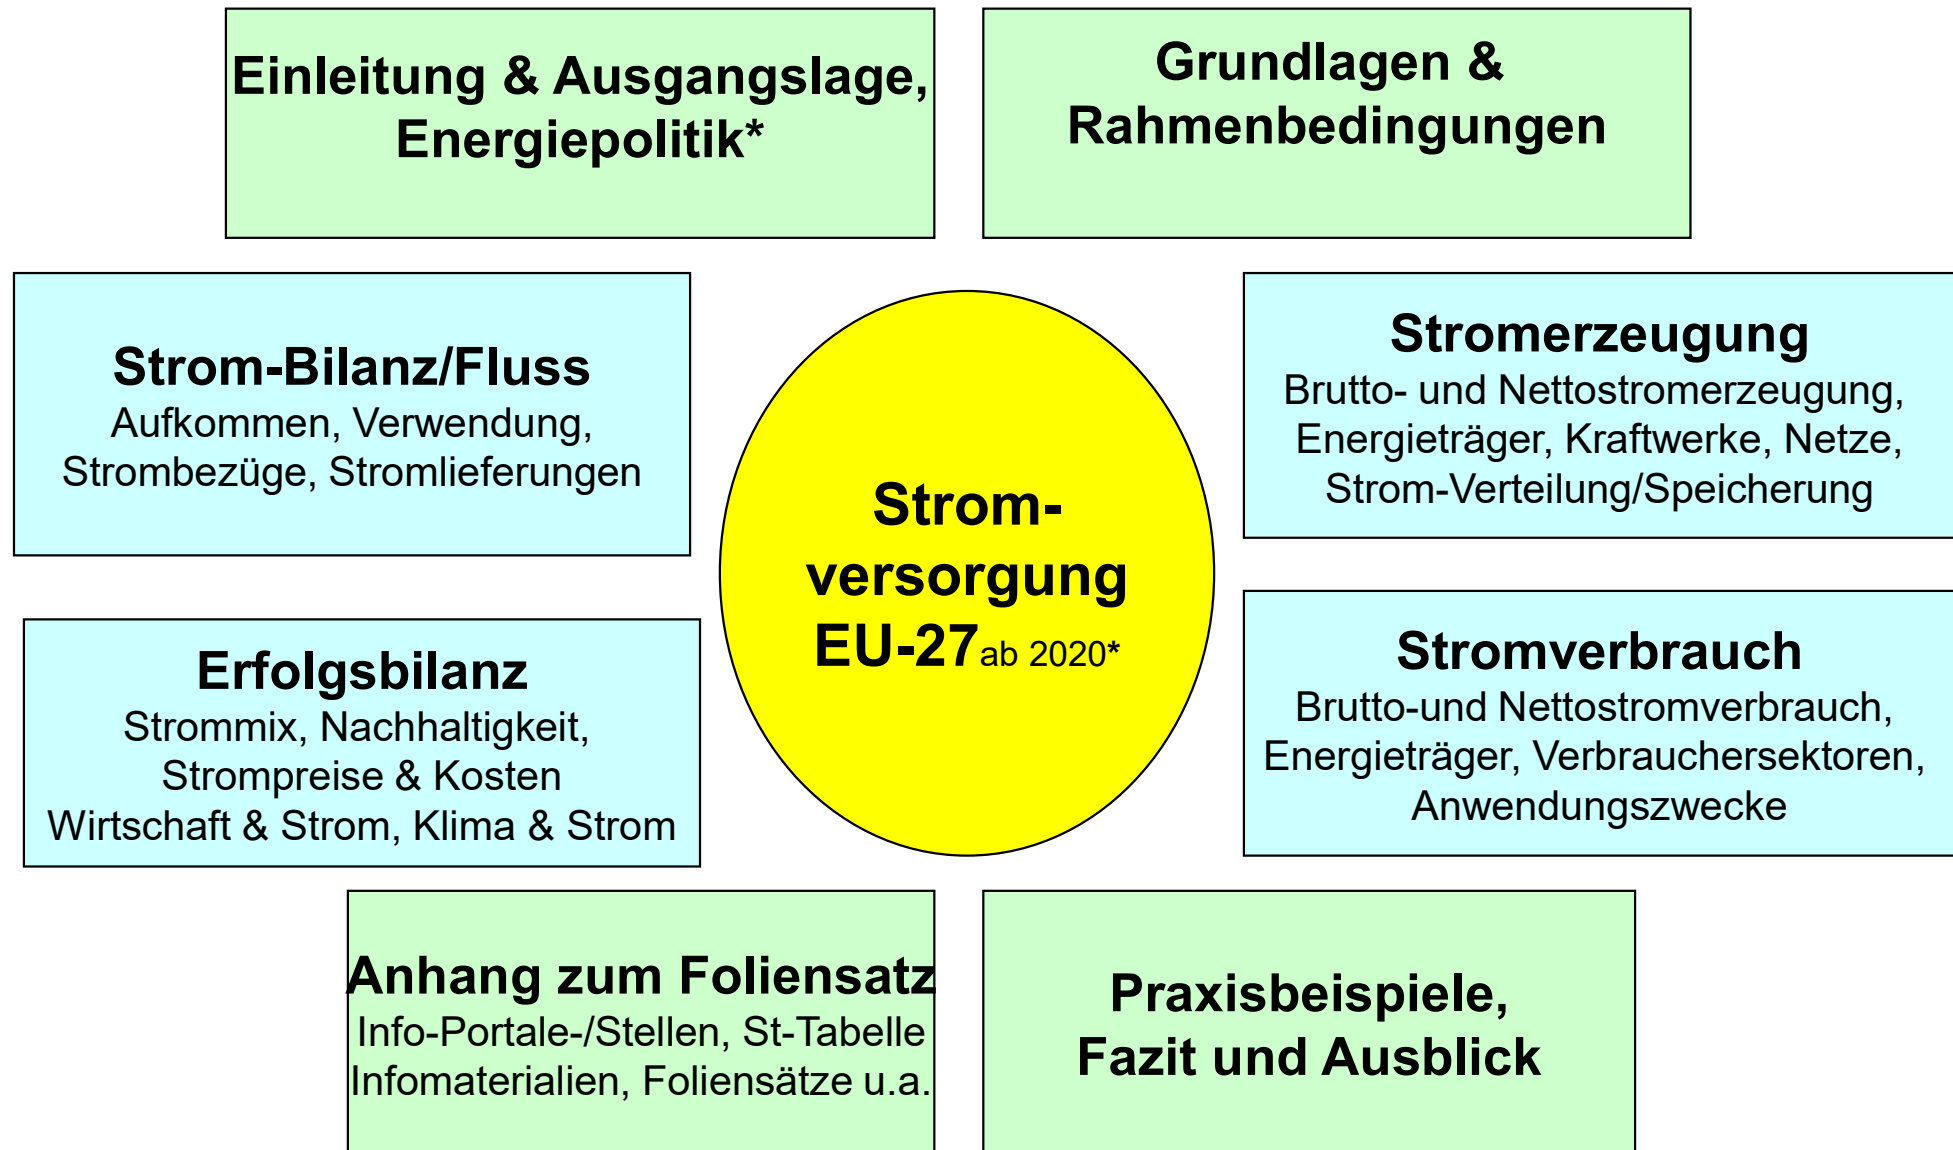 Einleitung & Ausgangslage,
Energiepolitik*
Grundlagen &
Rahmenbedingungen
Strom-Bilanz/Fluss
Aufkommen, Verwendung,
Strombezüge, Stromlieferungen
Stromerzeugung
Brutto- und Nettostromerzeugung,
Energieträger, Kraftwerke, Netze,
Strom-Verteilung/Speicherung
Strom-
versorgung
EU-27 ab 2020*
Erfolgsbilanz
Strommix, Nachhaltigkeit,
Strompreise & Kosten
Wirtschaft & Strom, Klima & Strom
Stromverbrauch
Brutto-und Nettostromverbrauch,
Energieträger, Verbrauchersektoren,
Anwendungszwecke
Anhang zum Foliensatz
Info-Portale-/Stellen, St-Tabelle
Infomaterialien, Foliensätze u.a.
Praxisbeispiele,
Fazit und Ausblick